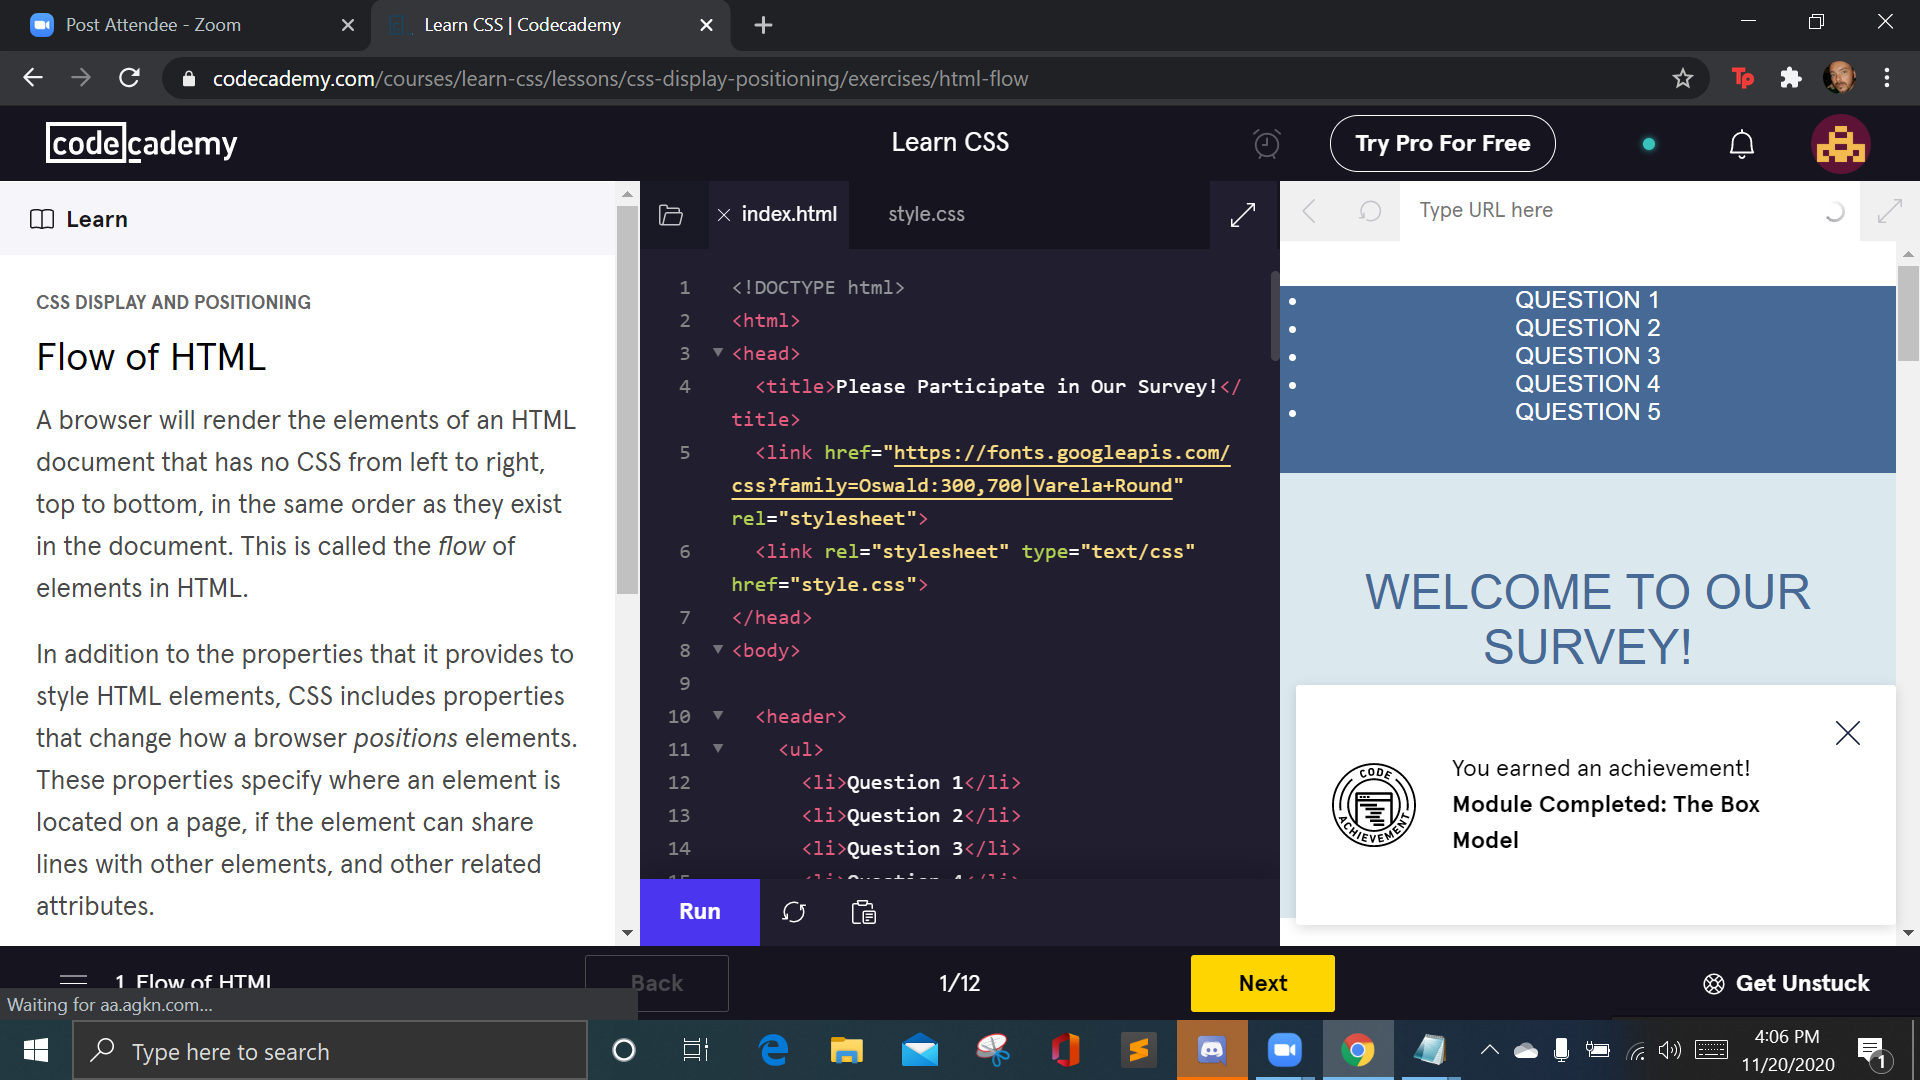 Post Attendee - Zoom
Learn CSS | Codecademy
codecademy.com/courses/learn-css/lessons/css-display-positioning/exercises/html-flow
Tp
codecademy
Learn CSS
Try Pro For Free
Learn
CSS DISPLAY AND POSITIONING
Flow of HTML
A browser will render the elements of an HTML
document that has no CSS from left to right,
top to bottom, in the same order as they exist
in the document. This is called the flow of
elements in HTML.
In addition to the properties that it provides to
style HTML elements, CSS includes properties
that change how a browser positions elements.
These properties specify where an element is
located on a page, if the element can share
lines with other elements, and other related
attributes.
index.html
style.css
1 <!DOCTYPE html>
2 <html>
3 <head>
4 <title>Please Participate in Our Survey!</
title>
5 <link href="https://fonts.googleapis.com/
css?family=Oswald:300,700|Varela+Round"
rel="stylesheet">
6 <link rel="stylesheet" type="text/css"
href="style.css">
7 </head>
8 <body>
9
10 <header>
11 <ul>
12 <li>Question 1</li>
13 <li>Question 2</li>
14 <li>Question 3</li>
15 <li>Question 4</li>
Run
Type URL here
• QUESTION 1
• QUESTION 2
• QUESTION 3
• QUESTION 4
• QUESTION 5
WELCOME TO OUR
SURVEY!
CODE
ACHIEVEMENT
You earned an achievement!
Module Completed: The Box
Model
1. Flow of HTML
Back
1/12
Next
Get Unstuck
Waiting for aa.agkn.com...
Type here to search
4:06 PM
11/20/2020
1